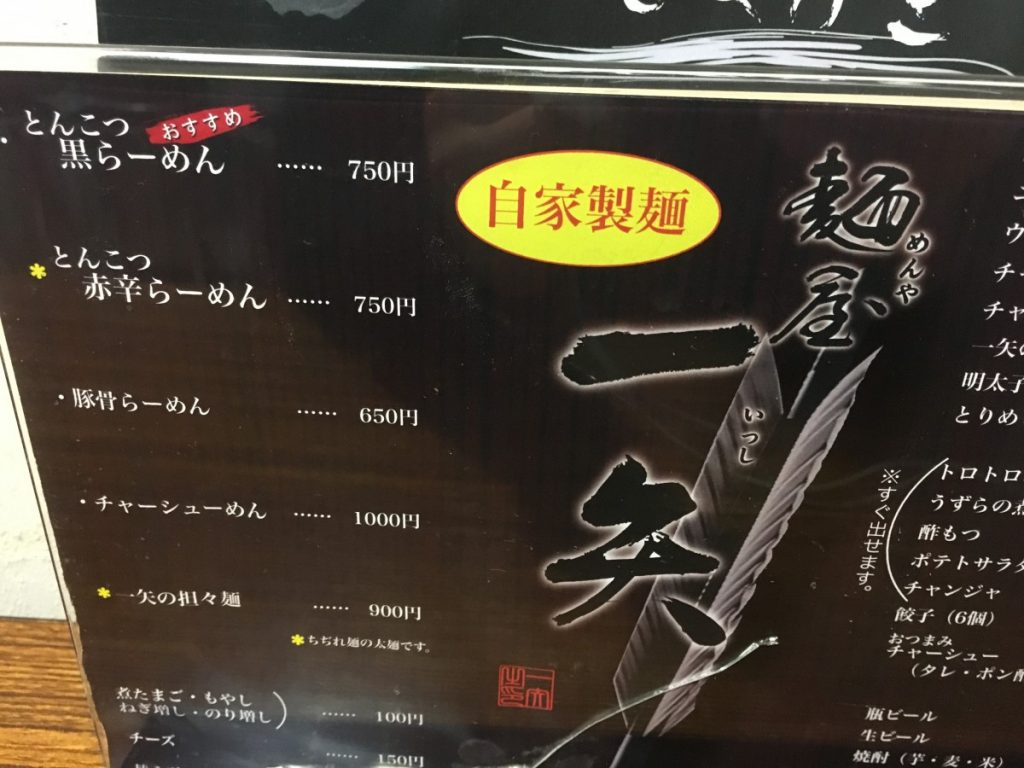 とんこつ おすすめ
黒らーめん …… 750円
*とんこつ
赤辛らーめん …… 750円
・豚骨らーめん …… 650円
・チャーシューめん …… 1000円
*一矢の担々麺 …… 900円
*ちぢれ麺の太麺です。
煮たまご・もやし
ねぎ増し・のり増し) …… 100円
チーズ …… 150円
自家製麺
麺屋
めんや
一矢
いっし
ウ
チ
チャ
一矢の
明太子
とりめ
※すぐ出せます。
トロトロ
うずらの煮
酢もつ
ポテトサラダ
チャンジャ
餃子（6個）
おつまみ
チャーシュー
（タレ・ポン酢
瓶ビール
生ビール
焼酎（芋・麦・米）